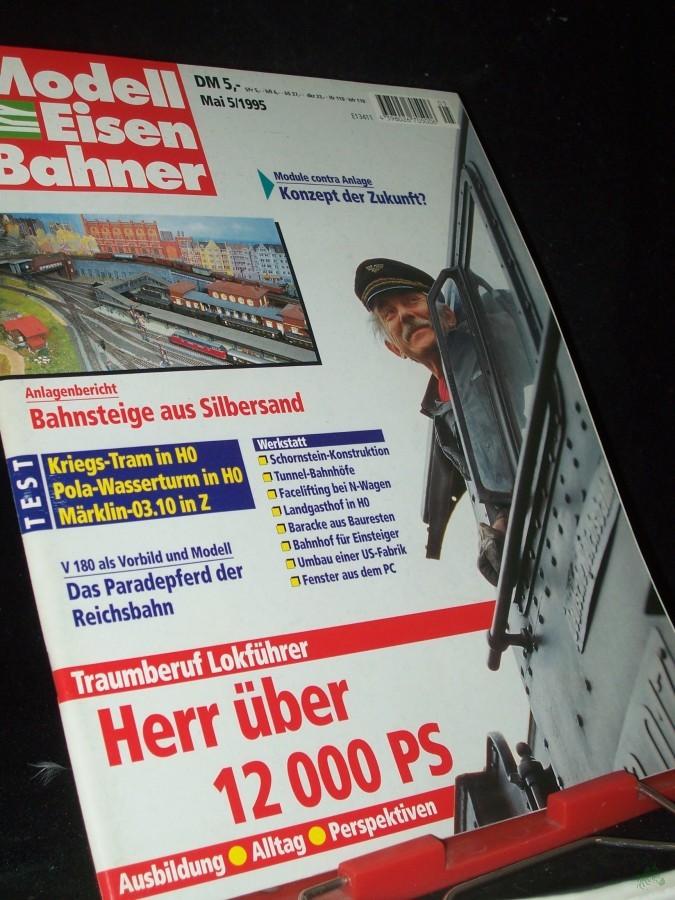 Modell
Eisen
Bahner
DM 5,-
Mai 5/1995
E13411
Module contra Anlage
Konzept der Zukunft?
Anlagenbericht
Bahnsteige aus Silbersand
TEST
Kriegs-Tram in H0
Pola-Wasserturm in H0
Märklin-03.10 in Z
V 180 als Vorbild und Modell
Das Paradepferd der
Reichsbahn
Werkstatt
Schornstein-Konstruktion
Tunnel-Bahnhöfe
Facelifting bei N-Wagen
Landgasthof in H0
Baracke aus Bauresten
Bahnhof für Einsteiger
Umbau einer US-Fabrik
Fenster aus dem PC
Traumberuf Lokführer
Herr über
12 000 PS
Ausbildung Alltag Perspektiven